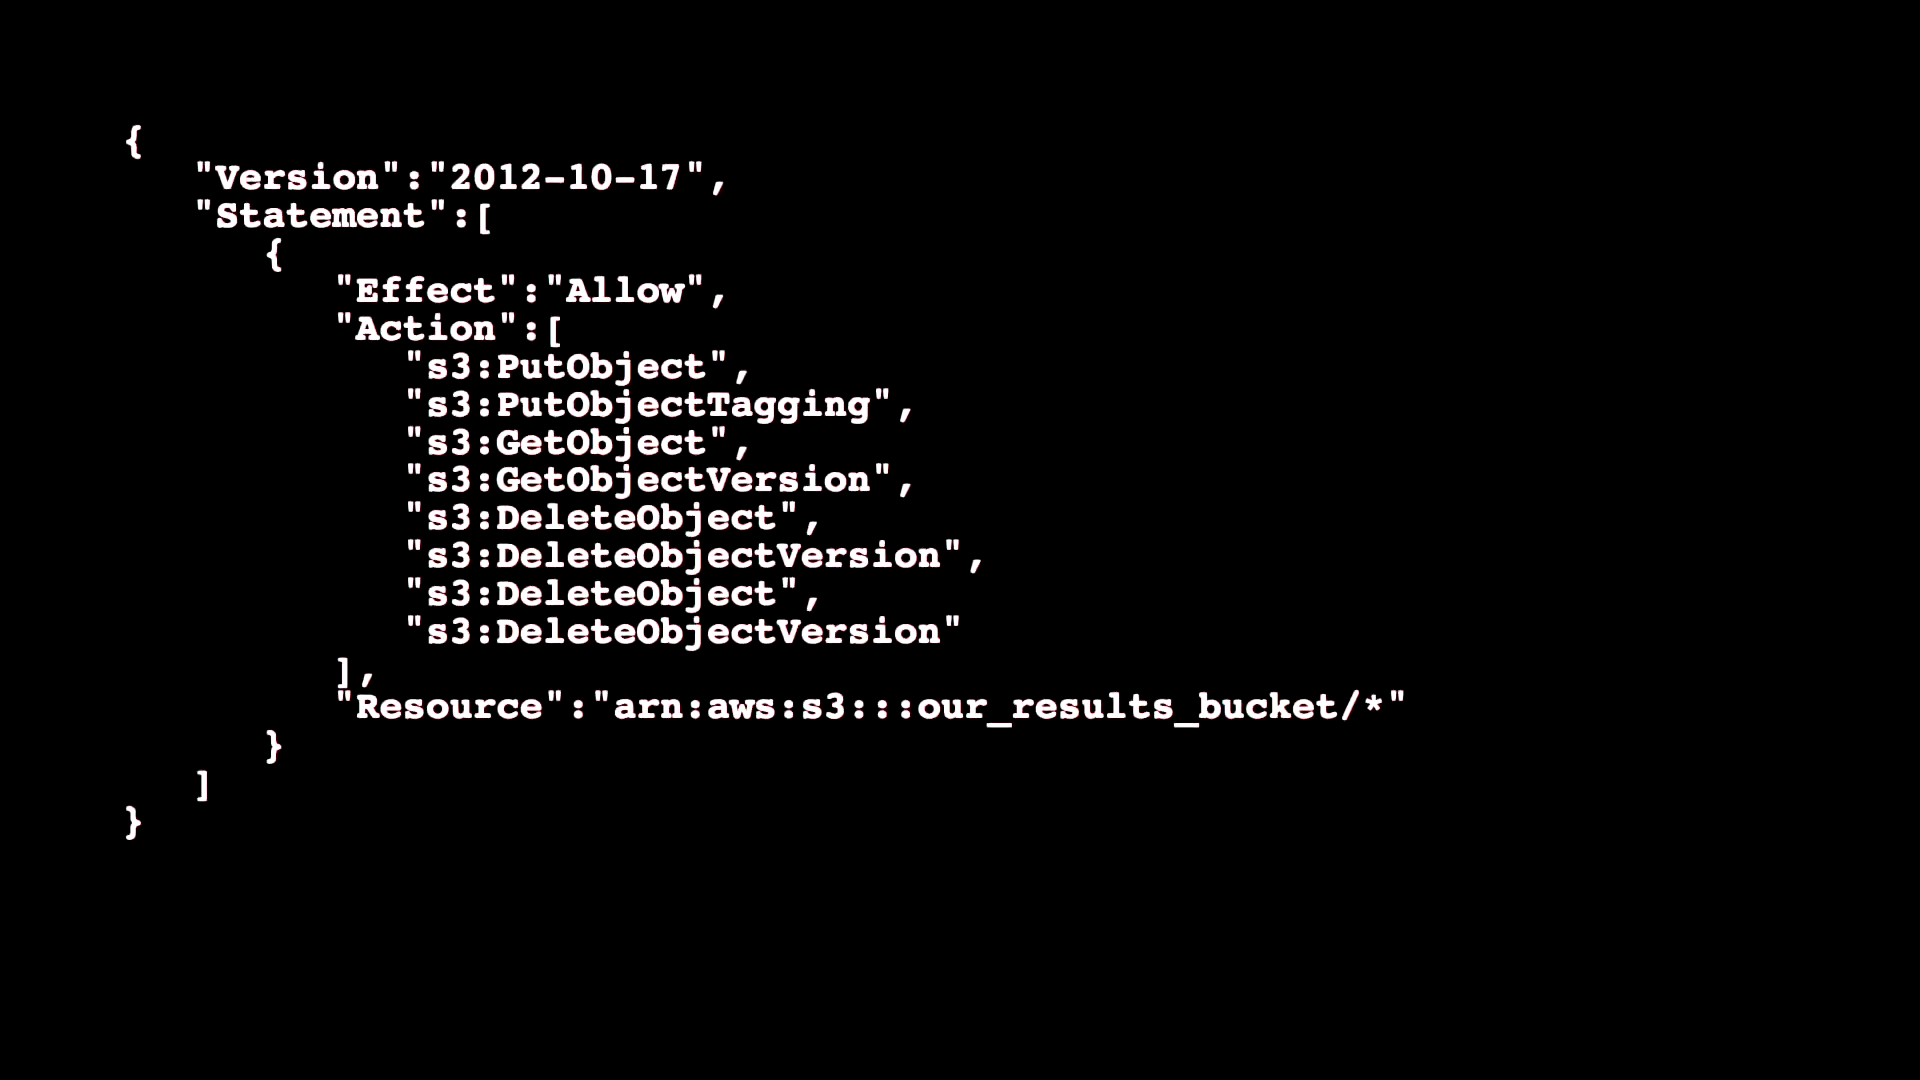 {
"Version":"2012-10-17",
"Statement":[
{
"Effect":"Allow",
"Action":[
"s3:PutObject",
"s3:PutObjectTagging",
"s3:GetObject",
"s3:GetObjectVersion",
"s3:DeleteObject",
"s3:DeleteObjectVersion",
"s3:DeleteObject",
"s3:DeleteObjectVersion"
],
"Resource":"arn:aws:s3:::our_results_bucket/*"
}
]
}